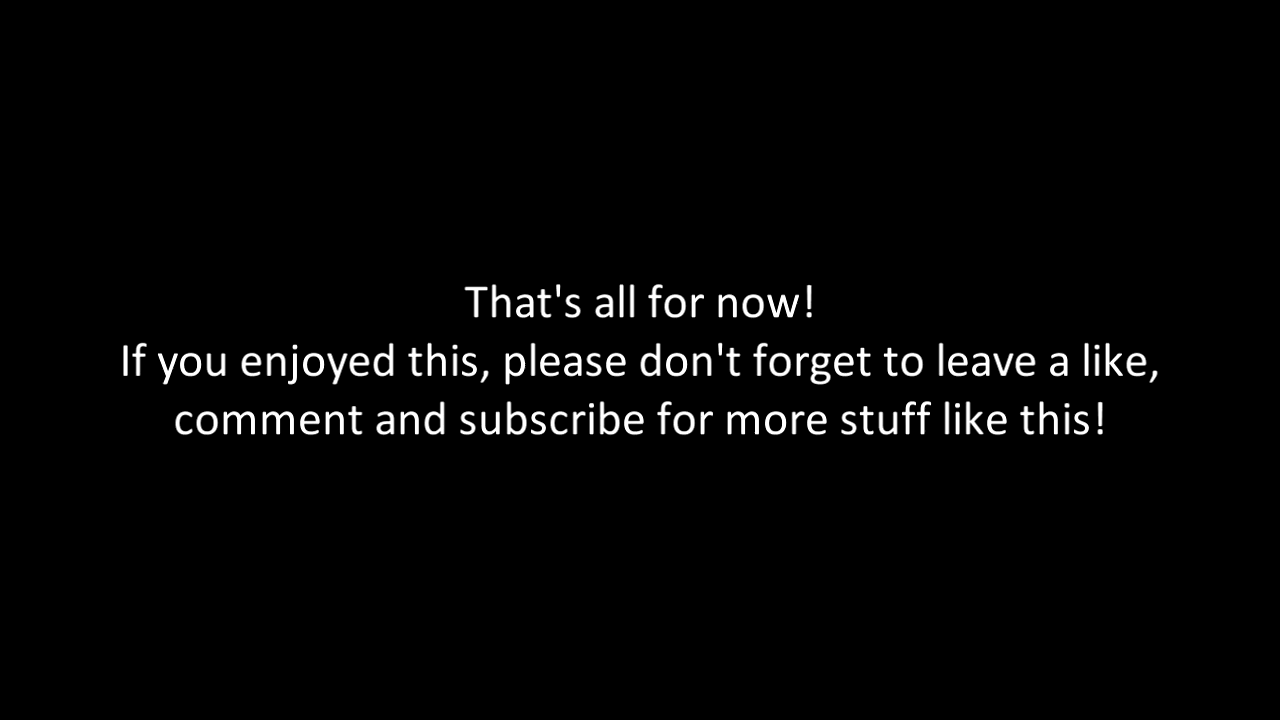 That's all for now!
If you enjoyed this, please don't forget to leave a like,
comment and subscribe for more stuff like this!